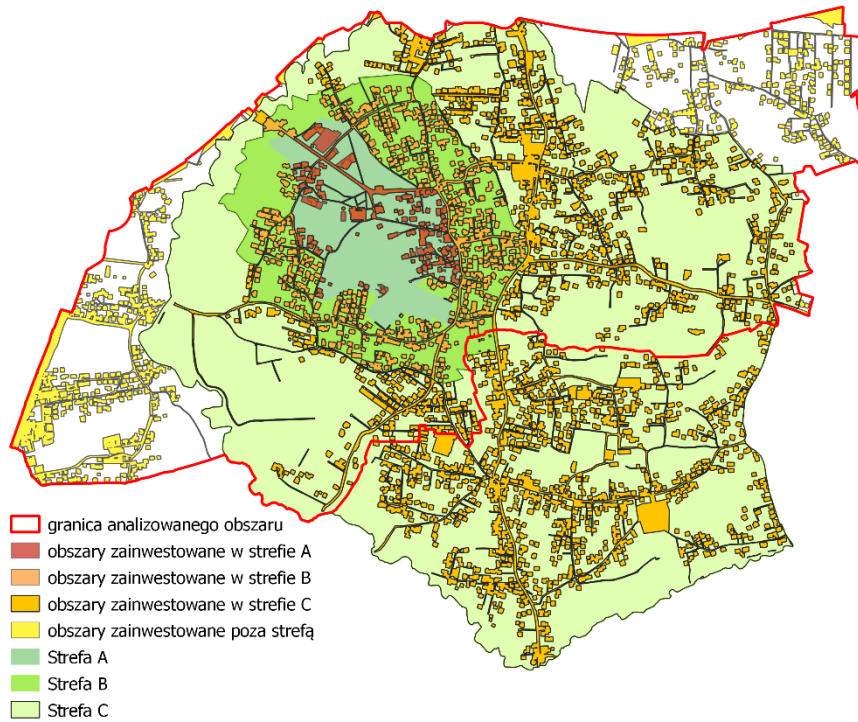 granica analizowanego obszaru
obszary zainwestowane w strefie A
obszary zainwestowane w strefie B
obszary zainwestowane w strefie C
obszary zainwestowane poza strefą
Strefa A
Strefa B
Strefa C